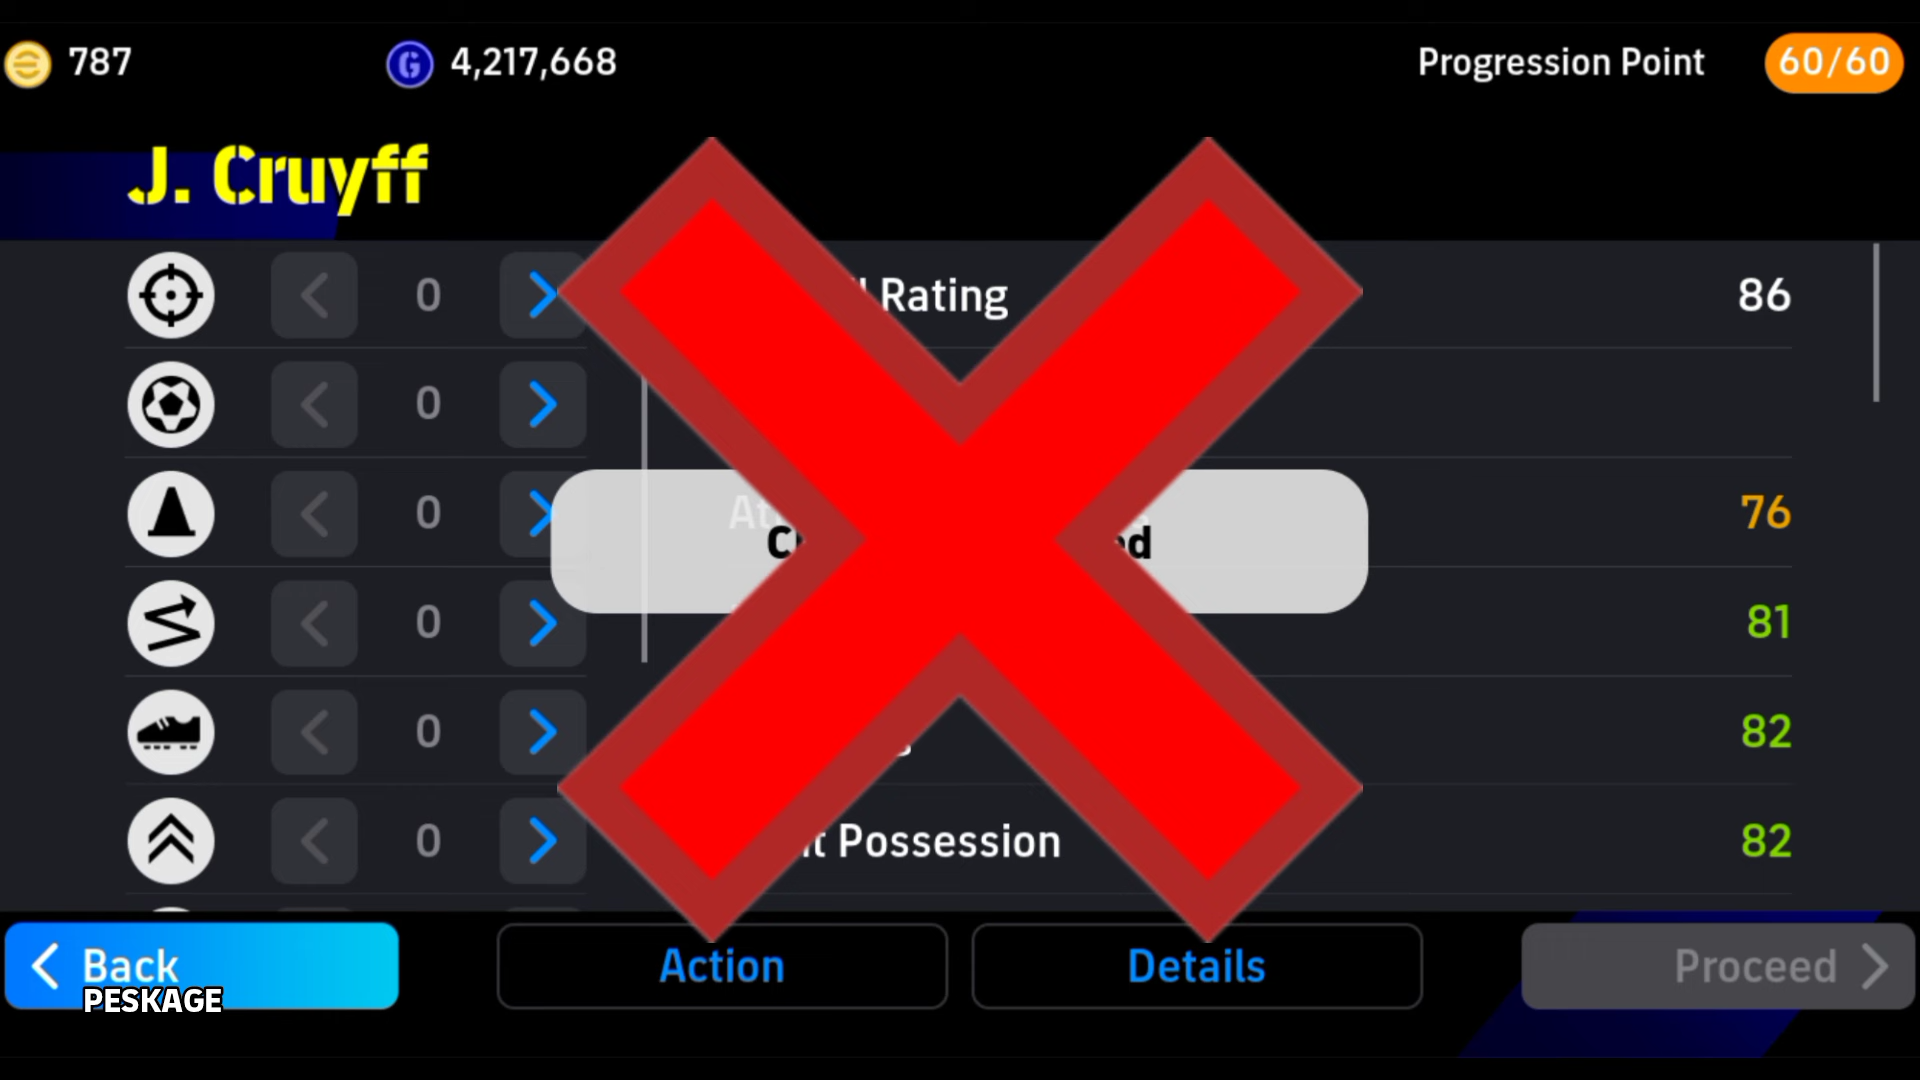 787
4,217,668
Progression Point
60/60
J. Cruyff
0
Rating
86
0
0
76
0
81
0
82
0
Possession
82
Back
Action
Details
Proceed
PESKAGE